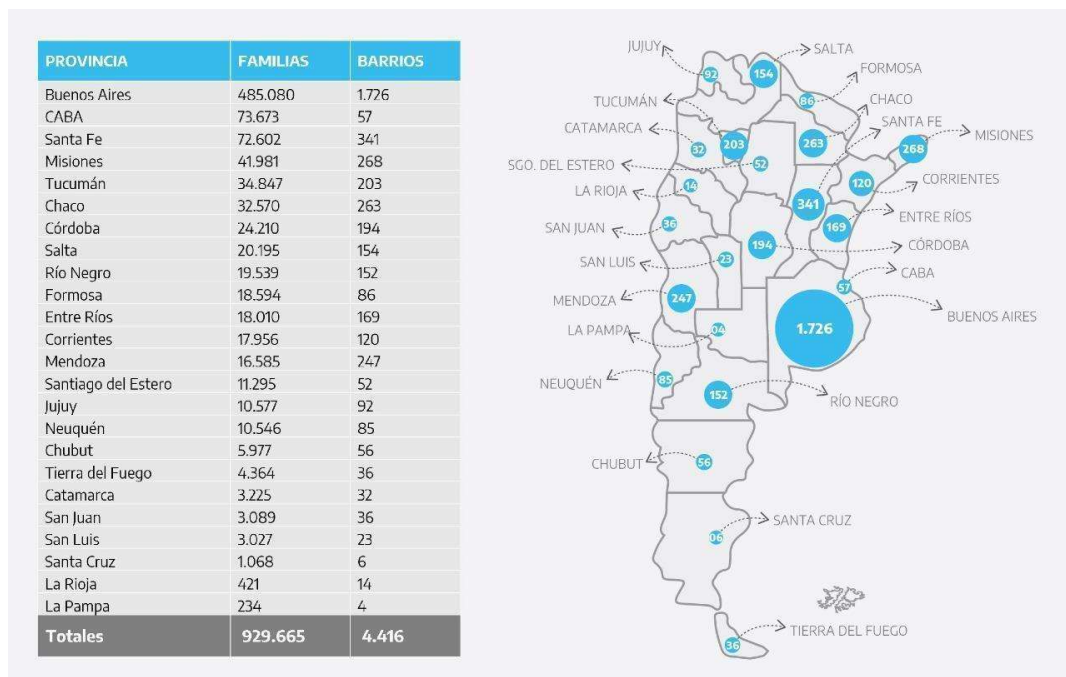 PROVINCIA FAMILIAS BARRIOS
Buenos Aires 485.080 1.726
CABA 73.673 57
Santa Fe 72.602 341
Misiones 41.981 268
Tucumán 34.847 203
Chaco 32.570 263
Córdoba 24.210 194
Salta 20.195 154
Río Negro 19.539 152
Formosa 18.594 86
Entre Ríos 18.010 169
Corrientes 17.956 120
Mendoza 16.585 247
Santiago del Estero 11.295 52
Jujuy 10.577 92
Neuquén 10.546 85
Chubut 5.977 56
Tierra del Fuego 4.364 36
Catamarca 3.225 32
San Juan 3.089 36
San Luis 3.027 23
Santa Cruz 1.068 6
La Rioja 421 14
La Pampa 234 4
Totales 929.665 4.416
JUJUY
92
154
SALTA
FORMOSA
86
TUCUMÁN
CHACO
CATAMARCA
SANTA FE
MISIONES
32
203
263
268
SGO. DEL ESTERO
52
LA RIOJA
14
120
CORRIENTES
341
SAN JUAN
36
169
ENTRE RÍOS
SAN LUIS
23
194
CÓRDOBA
CABA
57
MENDOZA
247
BUENOS AIRES
1.726
LA PAMPA
04
NEUQUÉN
85
152
RÍO NEGRO
CHUBUT
56
SANTA CRUZ
06
TIERRA DEL FUEGO
36